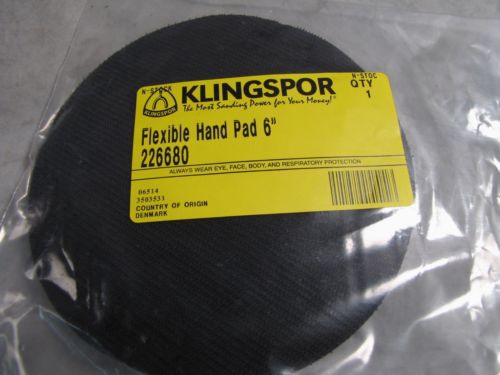 N-STOCK
N-STOC
KLINGSPOR
KLINGSPOR
The Most Sanding Power for Your Money!®
QTY
1
Flexible Hand Pad 6"
226680
ALWAYS WEAR EYE, FACE, BODY, AND RESPIRATORY PROTECTION
06514
3503531
COUNTRY OF ORIGIN
DENMARK